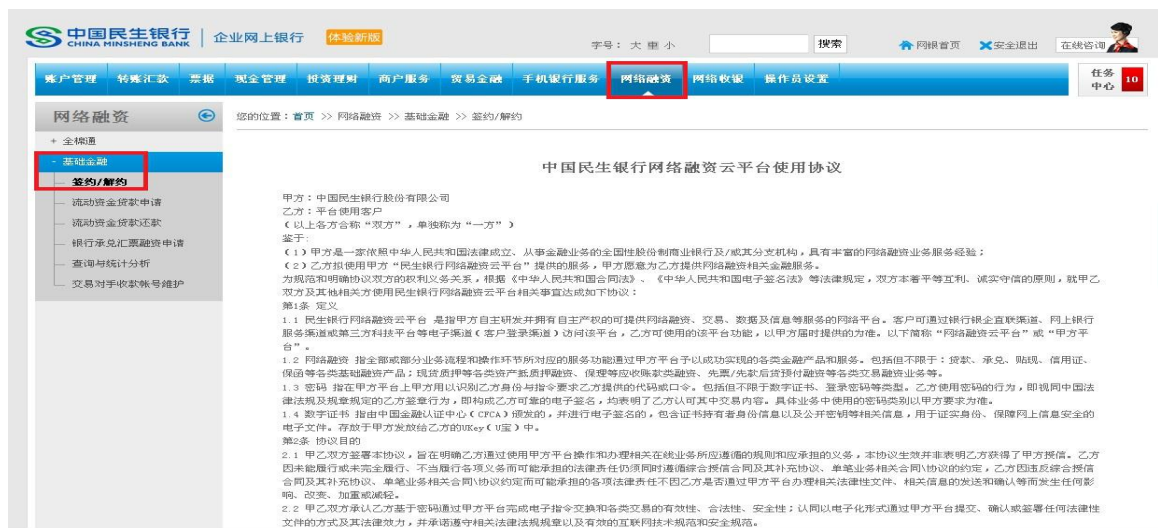 中国民生银行 企业网上银行 体验新版
CHINA MINSHENG BANK
字号：大 重 小 搜索 网银首页 安全退出 在线咨询
账户管理 转账汇款 票据 现金管理 投资理财 商户服务 贸易金融 手机银行服务 网络融资 网络收银 操作员设置 任务中心 10
网络融资
您的位置：首页 >> 网络融资 >> 基础金融 >> 签约/解约
+ 全棉通
- 基础金融
签约/解约
流动资金贷款申请
流动资金贷款还款
银行承兑汇票融资申请
查询与统计分析
交易对手收款帐号维护
中国民生银行网络融资云平台使用协议
甲方：中国民生银行股份有限公司
乙方：平台使用客户
（以上各方合称“双方”，单独称为“一方”）
鉴于：
（1）甲方是一家依照中华人民共和国法律成立、从事金融业务的全国性股份制商业银行及/或其分支机构，具有丰富的网络融资业务服务经验；
（2）乙方拟使用甲方“民生银行网络融资云平台”提供的服务，甲方愿意为乙方提供网络融资相关金融服务。
为规范和明确协议双方的权利义务关系，根据《中华人民共和国合同法》、《中华人民共和国电子签名法》等法律规定，双方本着平等互利、诚实守信的原则，就甲乙
双方及其他相关方使用民生银行网络融资云平台相关事宜达成如下协议：
第1条 定义
1.1 民生银行网络融资云平台 是指甲方自主研发并拥有自主产权的可提供网络融资、交易、数据及信息等服务的网络平台。客户可通过银行银企直联渠道、网上银行
服务渠道或第三方科技平台等电子渠道（客户登录渠道）访问该平台，乙方可使用的该平台功能，以甲方届时提供的为准。以下简称“网络融资云平台”或“甲方平
台”。
1.2 网络融资 指全部或部分业务流程和操作环节所对应的服务功能通过甲方平台予以成功实现的各类金融产品和服务。包括但不限于：贷款、承兑、贴现、信用证、
保函等各类基础融资产品；现货质押等各类资产抵质押融资、保理等应收账款类融资、先票/先款后货预付融资等各类交易融资业务等。
1.3 密码 指在甲方平台上甲方用以识别乙方身份与指令要求乙方提供的代码或口令。包括但不限于数字证书、登录密码等类型。乙方使用密码的行为，即视同中国法
律法规及规章规定的乙方签章行为，即构成乙方可靠的电子签名，均表明了乙方认可其中交易内容。具体业务中使用的密码类别以甲方要求为准。
1.4 数字证书 指由中国金融认证中心（CFCA）颁发的，并进行电子签名的，包含证书持有者身份信息以及公开密钥等相关信息，用于证实身份、保障网上信息安全的
电子文件。存放于甲方发放给乙方的UKey（U宝）中。
第2条 协议目的
2.1 甲乙双方签署本协议，旨在明确乙方通过使用甲方平台操作和办理相关在线业务所应遵循的规则和应承担的义务，本协议生效并非表明乙方获得了甲方授信。乙方
因未能履行或未完全履行、不当履行各项义务而可能承担的法律责任仍须同时遵循综合授信合同及其补充协议、单笔业务相关合同\协议的约定，乙方因违反综合授信
合同及其补充协议、单笔业务相关合同\协议约定而可能承担的各项法律责任不因乙方是否通过甲方平台办理相关法律性文件、相关信息的发送和确认等而发生任何影
响、改变、加重或减轻。
2.2 甲乙双方承认乙方基于密码通过甲方平台完成电子指令交换和各类交易的有效性、合法性、安全性；认同以电子化形式通过甲方平台提交、确认或签署任何法律性
文件的方式及其法律效力，并承诺遵守相关法律法规规章以及有效的互联网技术规范和安全规范。